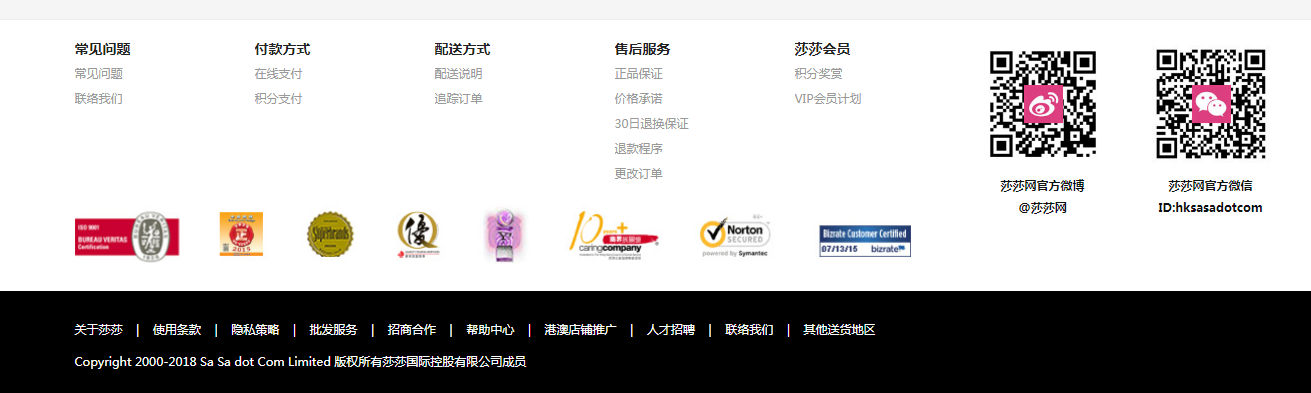 常见问题
常见问题
联络我们
付款方式
在线支付
积分支付
配送方式
配送说明
追踪订单
售后服务
正品保证
价格承诺
30日退换保证
退款程序
更改订单
莎莎会员
积分奖赏
VIP会员计划
莎莎网官方微博
@莎莎网
莎莎网官方微信
ID:hksasadotcom
ISO 9001
BUREAU VERITAS
Certification
正
2015
Superbrands
優
10 years+
caringcompany
Norton
SECURED
powered by Symantec
Bizrate Customer Certified
07/13/15 bizrate
关于莎莎 | 使用条款 | 隐私策略 | 批发服务 | 招商合作 | 帮助中心 | 港澳店铺推广 | 人才招聘 | 联络我们 | 其他送货地区
Copyright 2000-2018 Sa Sa dot Com Limited 版权所有莎莎国际控股有限公司成员